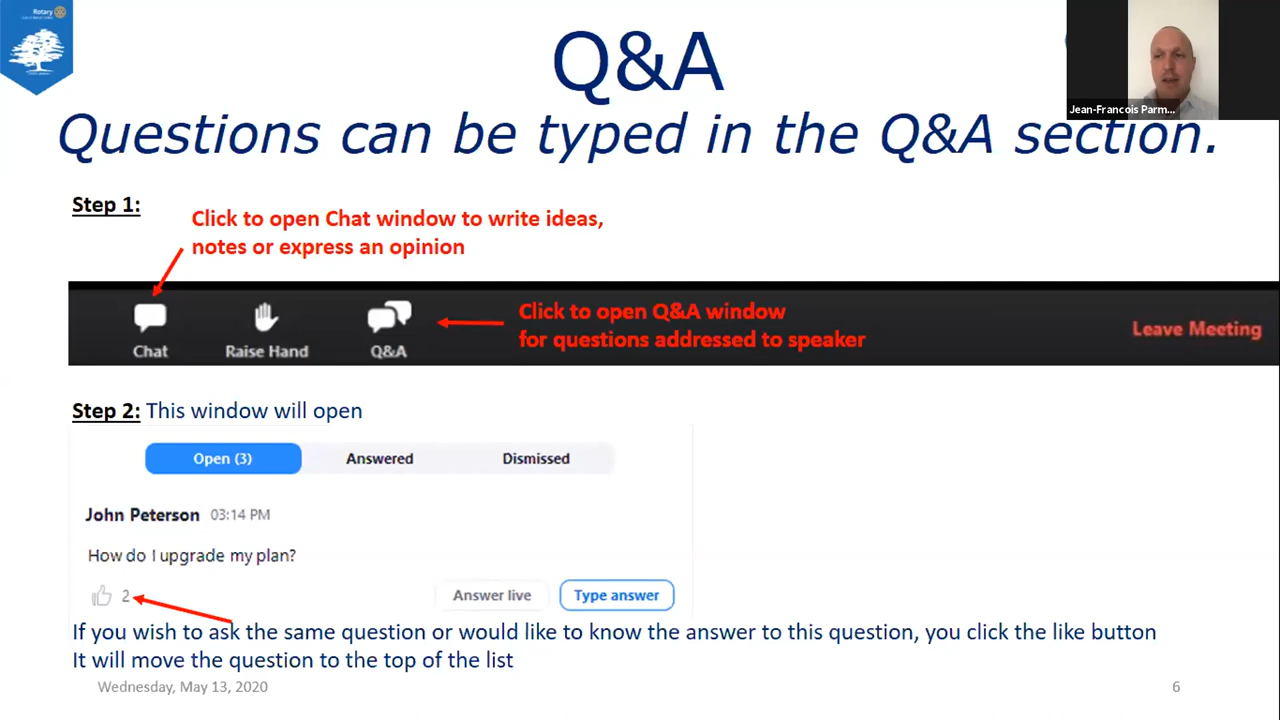 Rotary
Q&A
Jean-Francois Parm...
Questions can be typed in the Q&A section.
Step 1:
Click to open Chat window to write ideas,
notes or express an opinion
Chat
Raise Hand
Q&A
Click to open Q&A window
for questions addressed to speaker
Leave Meeting
Step 2: This window will open
Open (3)
Answered
Dismissed
John Peterson 03:14 PM
How do I upgrade my plan?
2
Answer live
Type answer
If you wish to ask the same question or would like to know the answer to this question, you click the like button
It will move the question to the top of the list
Wednesday, May 13, 2020
6